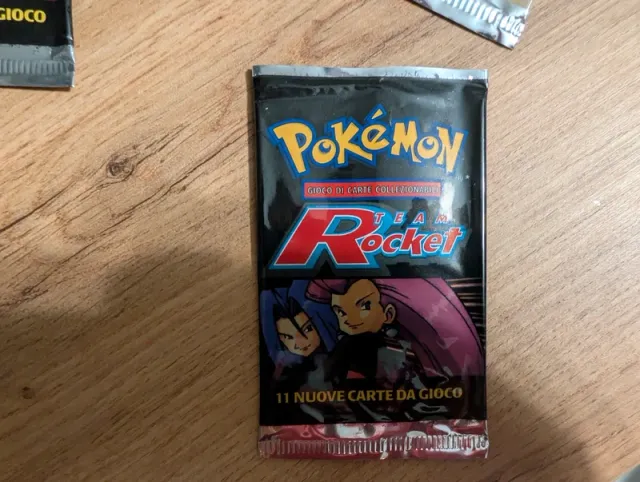 GIOCO
POKéMON
GIOCO DI CARTE COLLEZIONABILI
TEAM
Rocket
11 NUOVE CARTE DA GIOCO